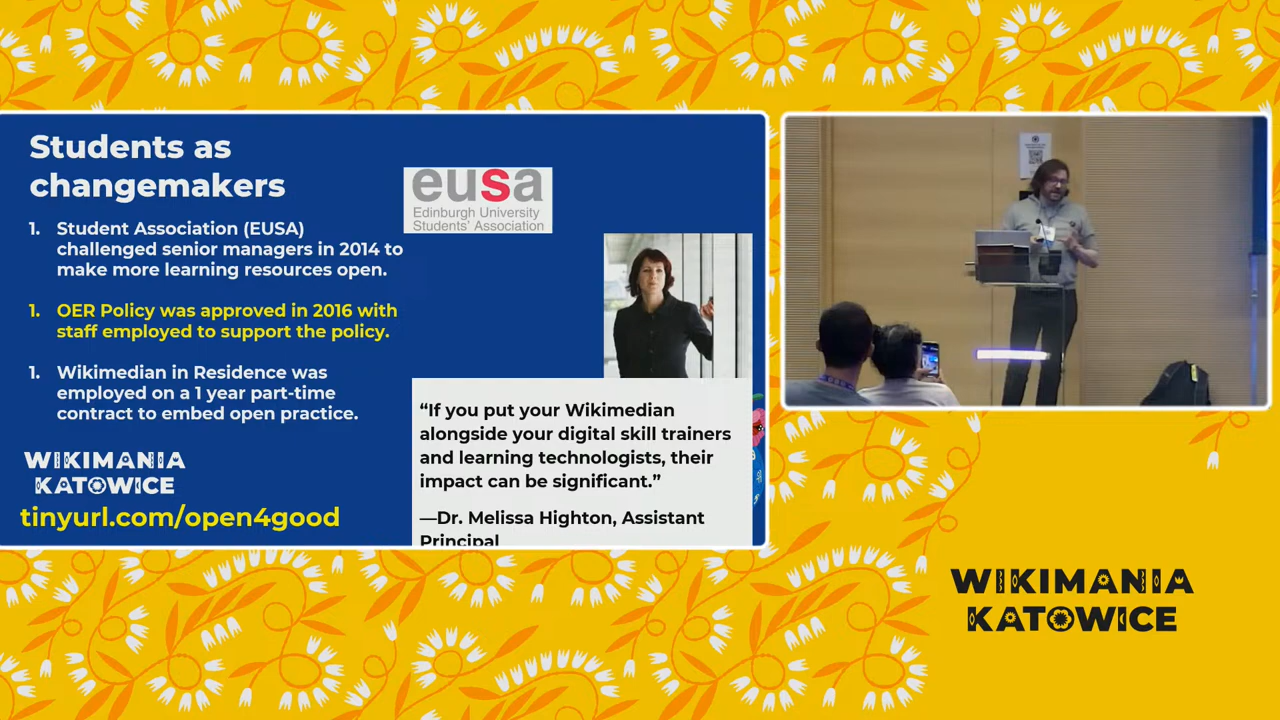 Students as
changemakers
1. Student Association (EUSA)
challenged senior managers in 2014 to
make more learning resources open.
1. OER Policy was approved in 2016 with
staff employed to support the policy.
1. Wikimedian in Residence was
employed on a 1 year part-time
contract to embed open practice.
WIKIMANIA
KATOWICE
tinyurl.com/open4good
eusa
Edinburgh University
Students' Association
“If you put your Wikimedian
alongside your digital skill trainers
and learning technologists, their
impact can be significant.”
—Dr. Melissa Highton, Assistant
Principal
WIKIMANIA
KATOWICE